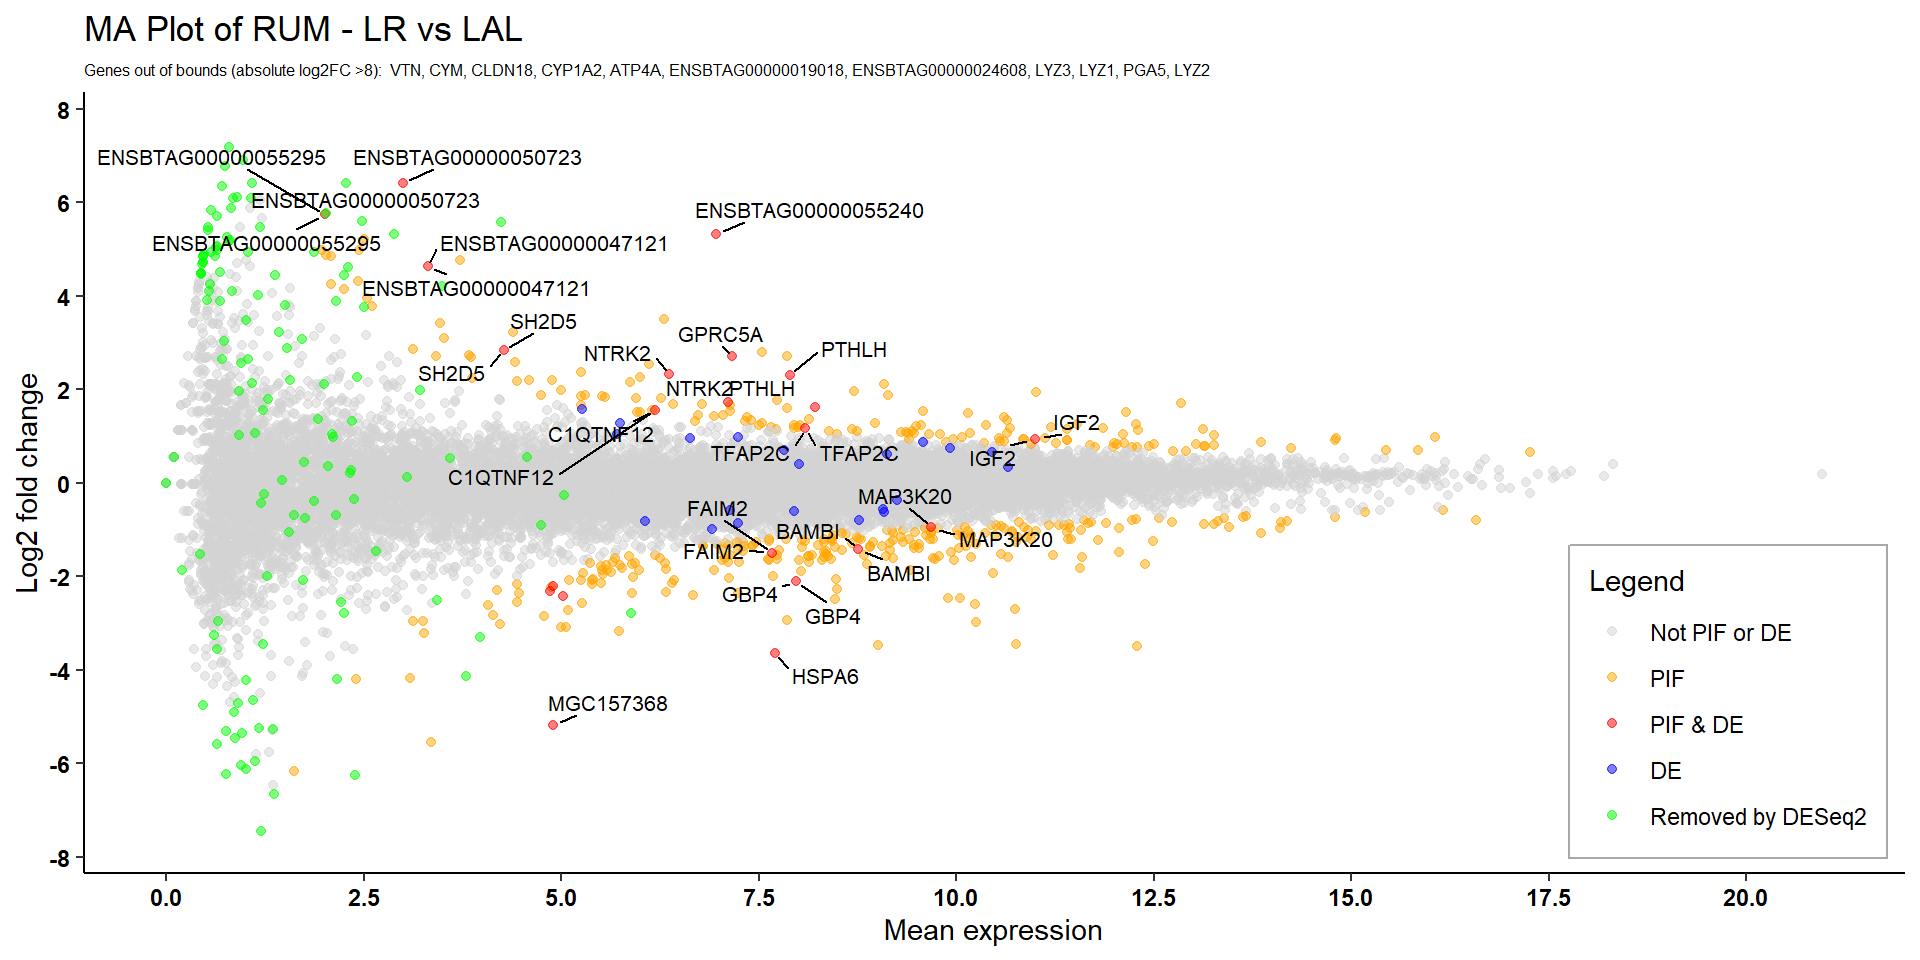 MA Plot of RUM - LR vs LAL
Genes out of bounds (absolute log2FC >8):  VTN, CYM, CLDN18, CYP1A2, ATP4A, ENSBTAG00000019018, ENSBTAG00000024608, LYZ3, LYZ1, PGA5, LYZ2
Log2 fold change
8
6
4
2
0
-2
-4
-6
-8
ENSBTAG00000055295
ENSBTAG00000050723
ENSBTAG00000050723
ENSBTAG00000055240
ENSBTAG00000055295
ENSBTAG00000047121
ENSBTAG00000047121
SH2D5
GPRC5A
NTRK2
PTHLH
SH2D5
NTRK2
PTHLH
IGF2
C1QTNF12
TFAP2C
TFAP2C
IGF2
C1QTNF12
MAP3K20
FAIM2
BAMBI
MAP3K20
FAIM2
BAMBI
GBP4
GBP4
HSPA6
MGC157368
Legend
Not PIF or DE
PIF
PIF & DE
DE
Removed by DESeq2
0.0
2.5
5.0
7.5
10.0
12.5
15.0
17.5
20.0
Mean expression